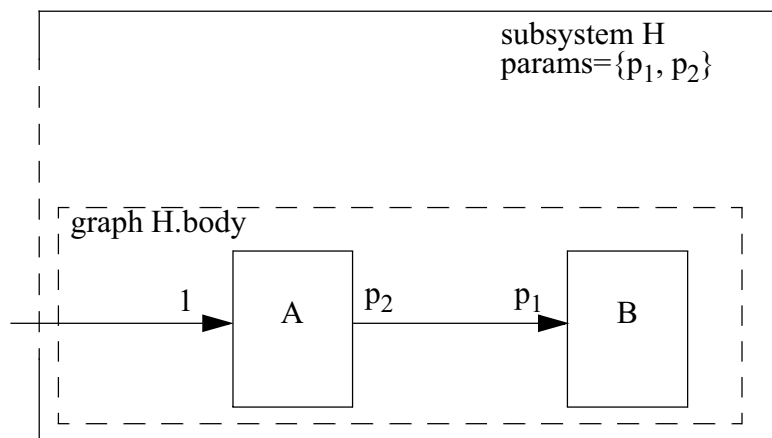 subsystem H
params={p₁, p₂}
graph H.body
1
A
p₂
p₁
B